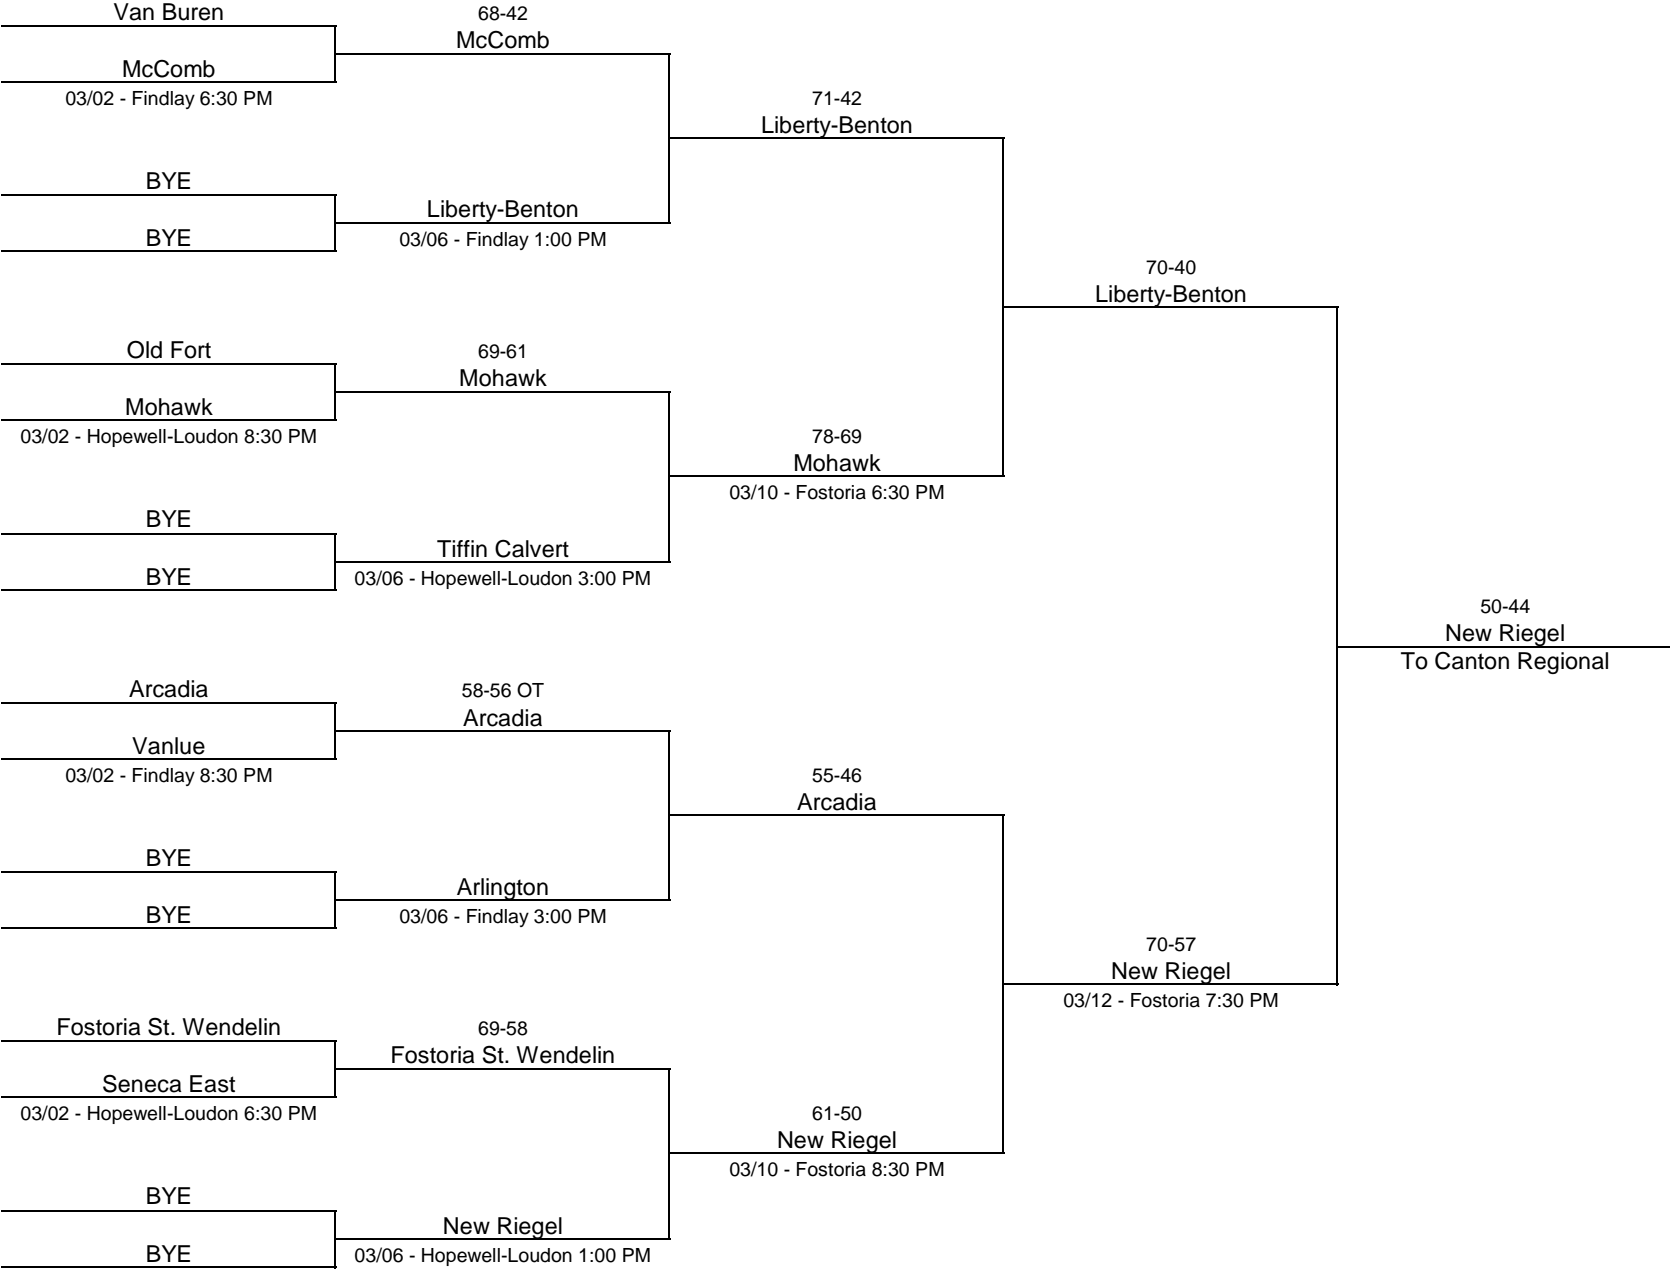 Van Buren
McComb
03/02 - Findlay 6:30 PM
BYE
BYE
Old Fort
Mohawk
03/02 - Hopewell-Loudon 8:30 PM
BYE
BYE
Arcadia
Vanlue
03/02 - Findlay 8:30 PM
BYE
BYE
Fostoria St. Wendelin
Seneca East
03/02 - Hopewell-Loudon 6:30 PM
BYE
BYE
68-42
McComb
Liberty-Benton
03/06 - Findlay 1:00 PM
69-61
Mohawk
Tiffin Calvert
03/06 - Hopewell-Loudon 3:00 PM
58-56 OT
Arcadia
Arlington
03/06 - Findlay 3:00 PM
69-58
Fostoria St. Wendelin
New Riegel
03/06 - Hopewell-Loudon 1:00 PM
71-42
Liberty-Benton
78-69
Mohawk
03/10 - Fostoria 6:30 PM
55-46
Arcadia
61-50
New Riegel
03/10 - Fostoria 8:30 PM
70-40
Liberty-Benton
70-57
New Riegel
03/12 - Fostoria 7:30 PM
50-44
New Riegel
To Canton Regional